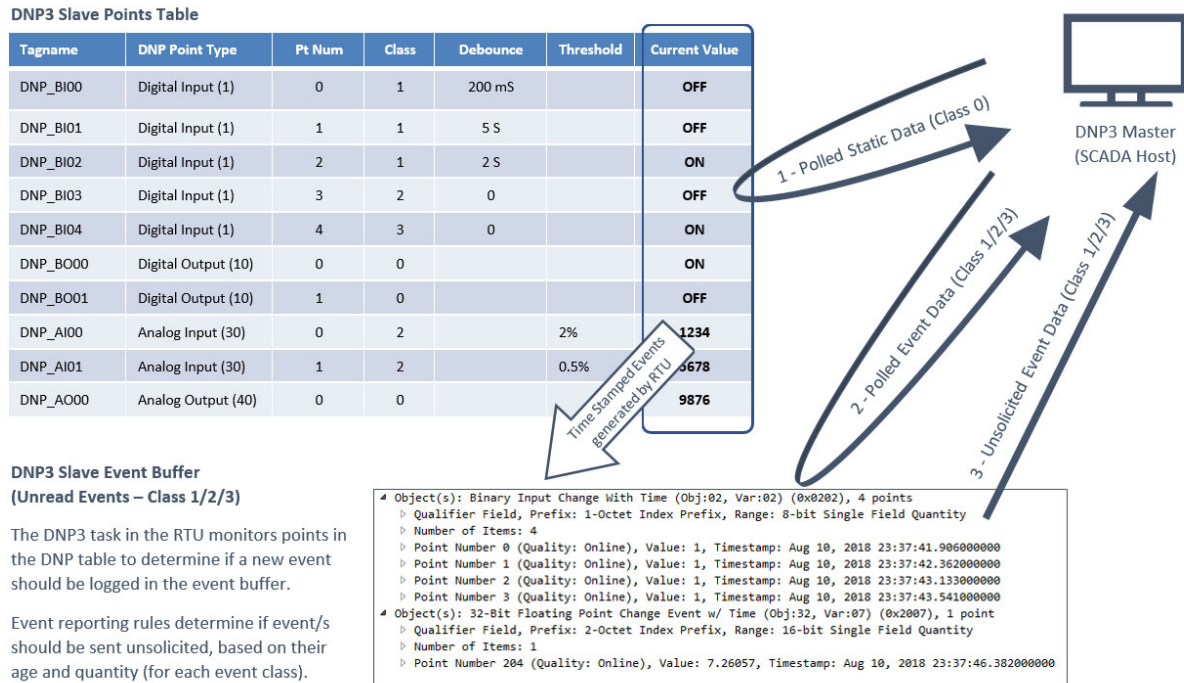 DNP3 Slave Points Table
Tagname DNP Point Type Pt Num Class Debounce Threshold Current Value
DNP_BI00 Digital Input (1) 0 1 200 mS OFF
DNP_BI01 Digital Input (1) 1 1 5 S OFF
DNP_BI02 Digital Input (1) 2 1 2 S ON
DNP_BI03 Digital Input (1) 3 2 0 OFF
DNP_BI04 Digital Input (1) 4 3 0 ON
DNP_BO00 Digital Output (10) 0 0 ON
DNP_BO01 Digital Output (10) 1 0 OFF
DNP_AI00 Analog Input (30) 0 2 2% 1234
DNP_AI01 Analog Input (30) 1 2 0.5% 5678
DNP_AO00 Analog Output (40) 0 0 9876
DNP3 Master
(SCADA Host)
1 - Polled Static Data (Class 0)
2 - Polled Event Data (Class 1/2/3)
3 - Unsolicited Event Data (Class 1/2/3)
Time Stamped Events
generated by RTU
DNP3 Slave Event Buffer
(Unread Events – Class 1/2/3)
The DNP3 task in the RTU monitors points in
the DNP table to determine if a new event
should be logged in the event buffer.
Event reporting rules determine if event/s
should be sent unsolicited, based on their
age and quantity (for each event class).
Object(s): Binary Input Change With Time (Obj:02, Var:02) (0x0202), 4 points
Qualifier Field, Prefix: 1-Octet Index Prefix, Range: 8-bit Single Field Quantity
Number of Items: 4
Point Number 0 (Quality: Online), Value: 1, Timestamp: Aug 10, 2018 23:37:41.906000000
Point Number 1 (Quality: Online), Value: 1, Timestamp: Aug 10, 2018 23:37:42.362000000
Point Number 2 (Quality: Online), Value: 1, Timestamp: Aug 10, 2018 23:37:43.133000000
Point Number 3 (Quality: Online), Value: 1, Timestamp: Aug 10, 2018 23:37:43.541000000
Object(s): 32-Bit Floating Point Change Event w/ Time (Obj:32, Var:07) (0x2007), 1 point
Qualifier Field, Prefix: 2-Octet Index Prefix, Range: 16-bit Single Field Quantity
Number of Items: 1
Point Number 204 (Quality: Online), Value: 7.26057, Timestamp: Aug 10, 2018 23:37:46.382000000